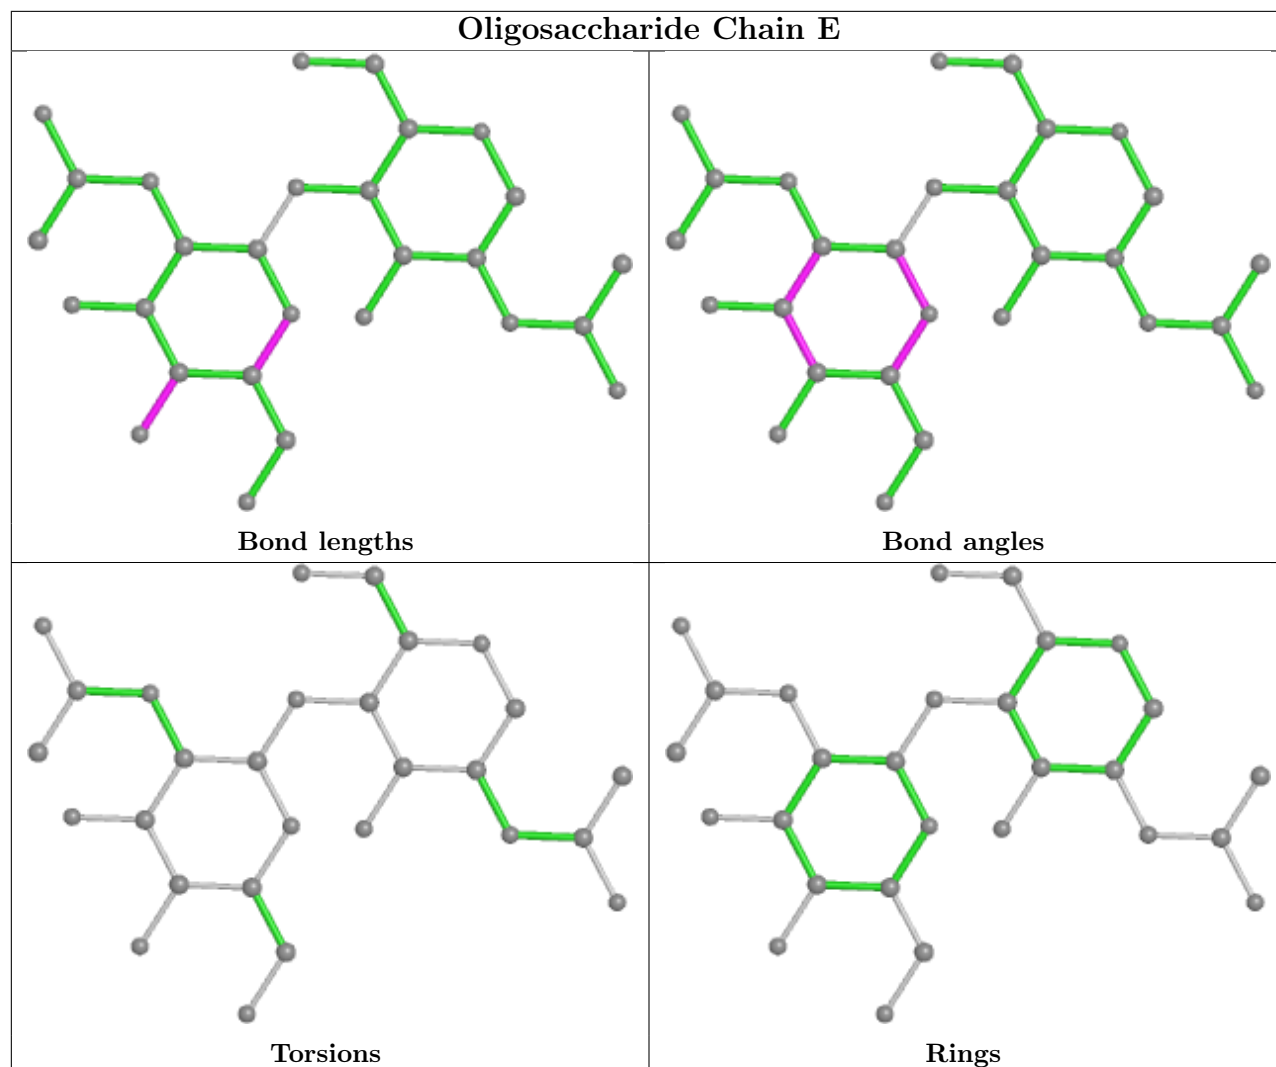 Oligosaccharide Chain E
Bond lengths
Bond angles
Torsions
Rings